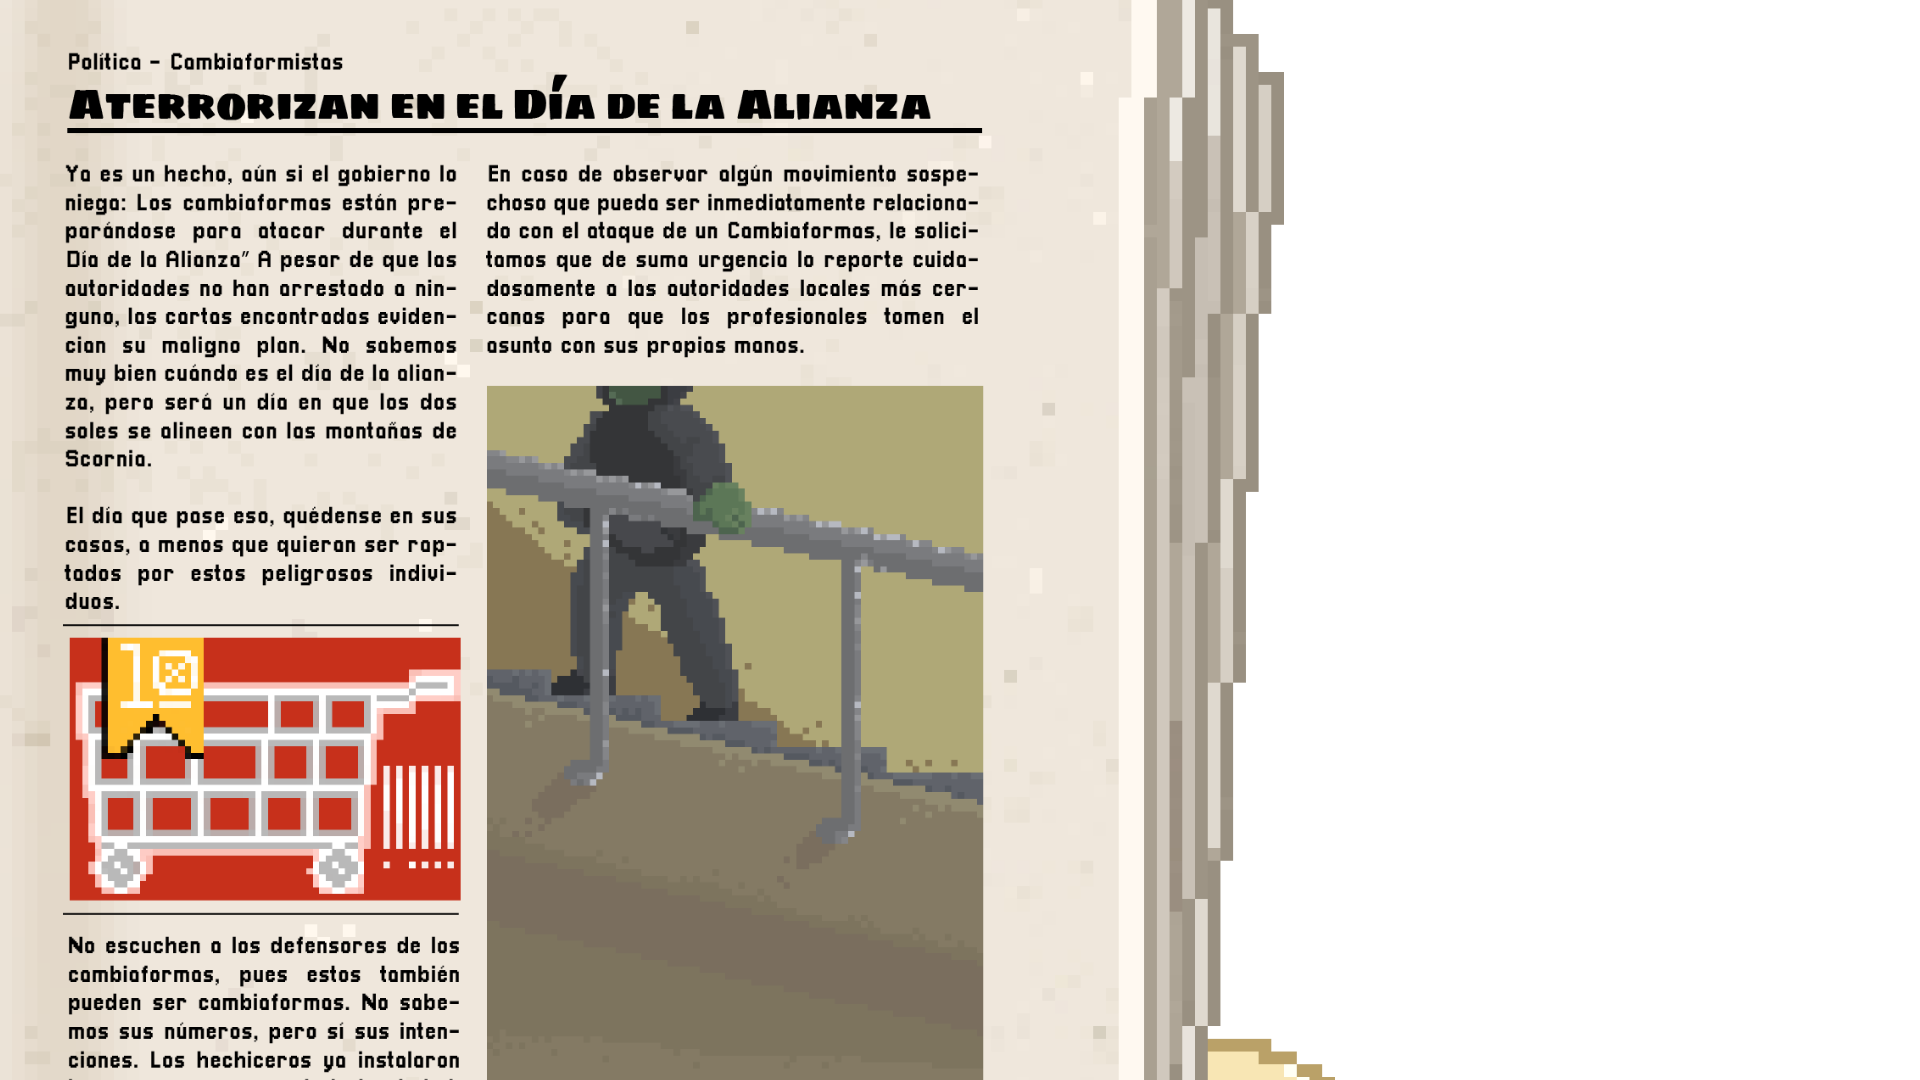 Política - Cambiaformistas
Aterrorizan en el Día de la Alianza
Ya es un hecho, aún si el gobierno lo
niega: Los cambiaformas están pre-
parándose para atacar durante el
Día de la Alianza" A pesar de que las
autoridades no han arrestado a nin-
guno, las cartas encontradas eviden-
cian su maligno plan. No sabemos
muy bien cuándo es el día de la alian-
za, pero será un día en que los dos
soles se alineen con las montañas de
Scornia.
El día que pase eso, quédense en sus
casas, a menos que quieran ser rap-
tados por estos peligrosos indivi-
duos.
10
No escuchen a los defensores de los
cambiaformas, pues estos también
pueden ser cambiaformas. No sabe-
mos sus números, pero sí sus inten-
ciones. Los hechiceros ya instalaron
En caso de observar algún movimiento sospe-
choso que pueda ser inmediatamente relaciona-
do con el ataque de un Cambiaformas, le solici-
tamos que de suma urgencia lo reporte cuida-
dosamente a las autoridades locales más cer-
canas para que los profesionales tomen el
asunto con sus propias manos.